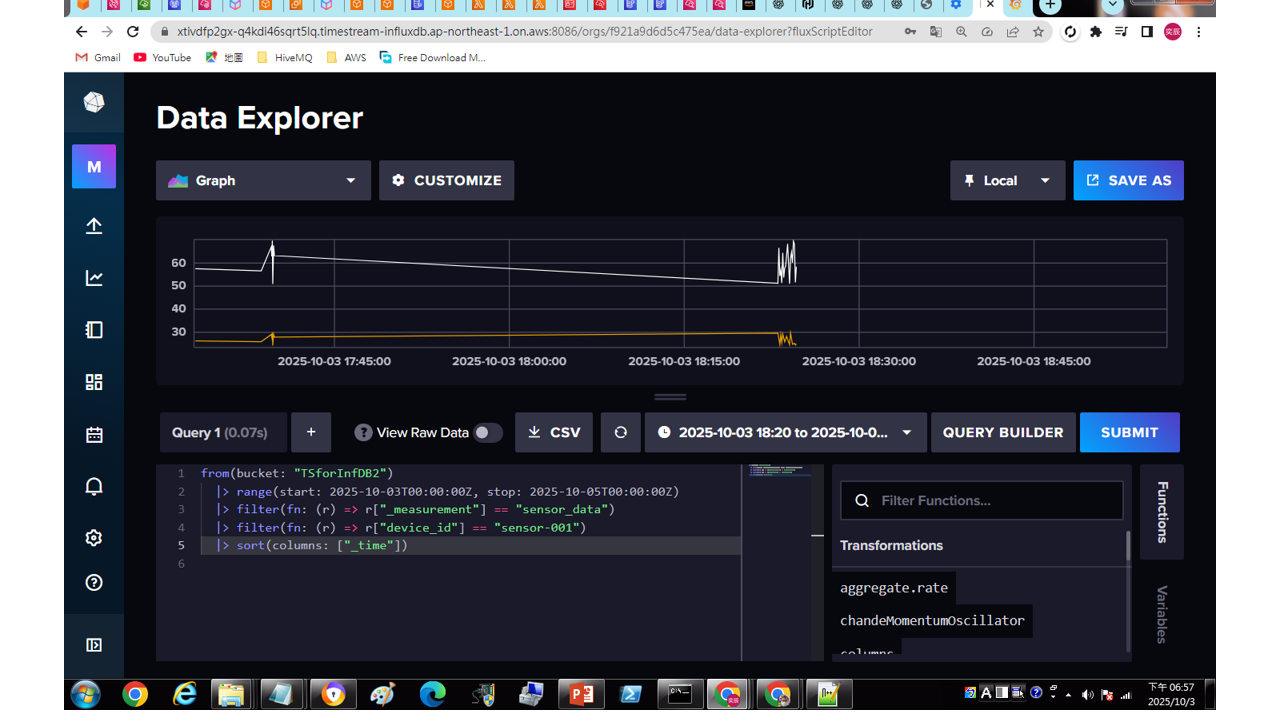 xtivdfp2gx-q4kdl46sqrt5lq.timestream-influxdb.ap-northeast-1.on.aws:8086/orgs/f921a9d6d5c475ea/data-explorer?fluxScriptEditor
奕辰
Gmail YouTube 地圖 HiveMQ AWS Free Download M...
Data Explorer
M
Graph CUSTOMIZE Local SAVE AS
60
50
40
30
2025-10-03 17:45:00 2025-10-03 18:00:00 2025-10-03 18:15:00 2025-10-03 18:30:00 2025-10-03 18:45:00
Query 1 (0.07s) + ? View Raw Data CSV 2025-10-03 18:20 to 2025-10-0... QUERY BUILDER SUBMIT
1 from(bucket: "TSforInfDB2")
2 |> range(start: 2025-10-03T00:00:00Z, stop: 2025-10-05T00:00:00Z)
3 |> filter(fn: (r) => r["_measurement"] == "sensor_data")
4 |> filter(fn: (r) => r["device_id"] == "sensor-001")
5 |> sort(columns: ["_time"])
6
Filter Functions...
Transformations
aggregate.rate
chandeMomentumOscillator
columns
Functions
Variables
下午 06:57
2025/10/3